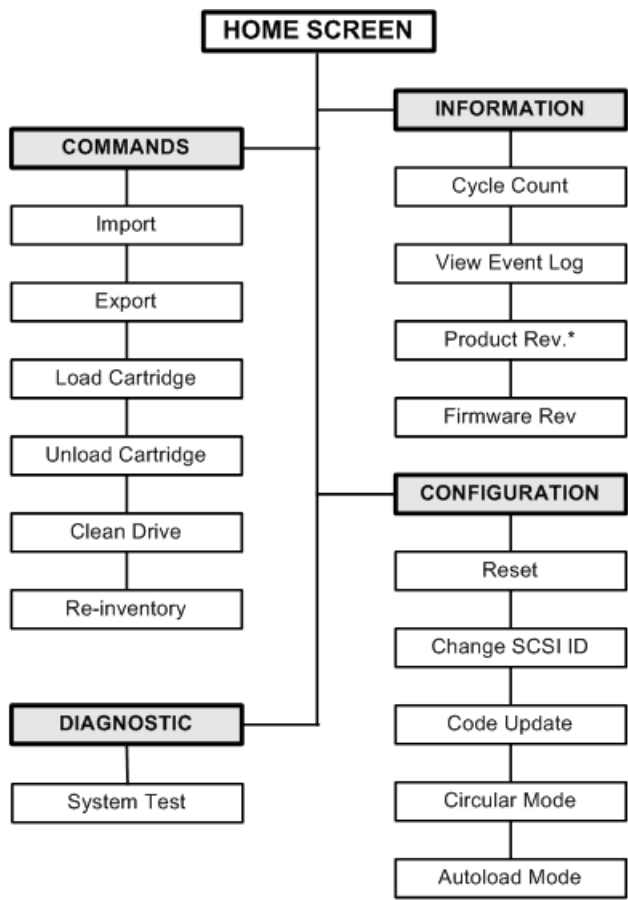 HOME SCREEN
COMMANDS
Import
Export
Load Cartridge
Unload Cartridge
Clean Drive
Re-inventory
DIAGNOSTIC
System Test
INFORMATION
Cycle Count
View Event Log
Product Rev.*
Firmware Rev
CONFIGURATION
Reset
Change SCSI ID
Code Update
Circular Mode
Autoload Mode